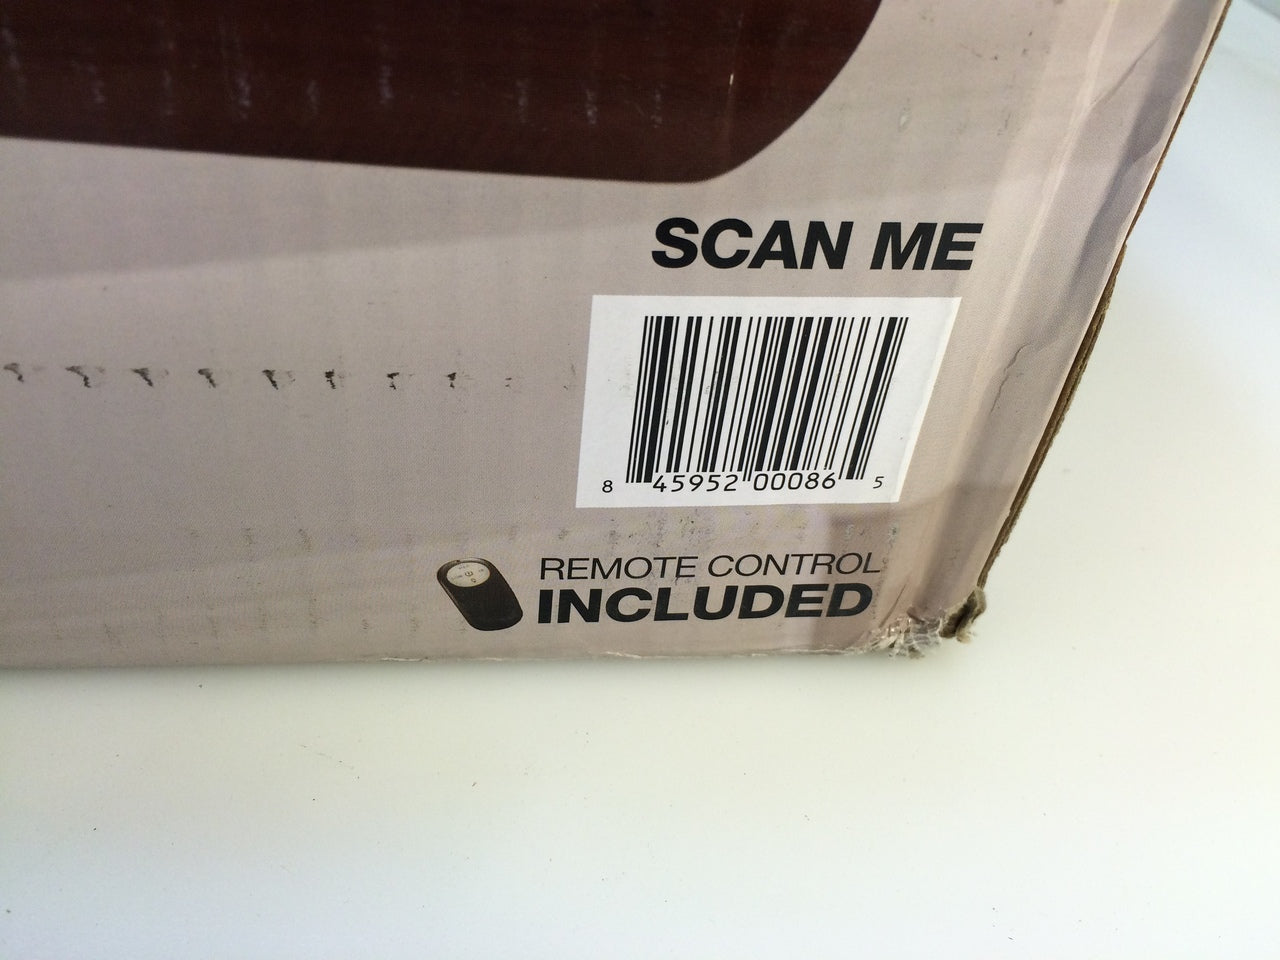 SCAN ME
8 45952 00086 5
REMOTE CONTROL
INCLUDED